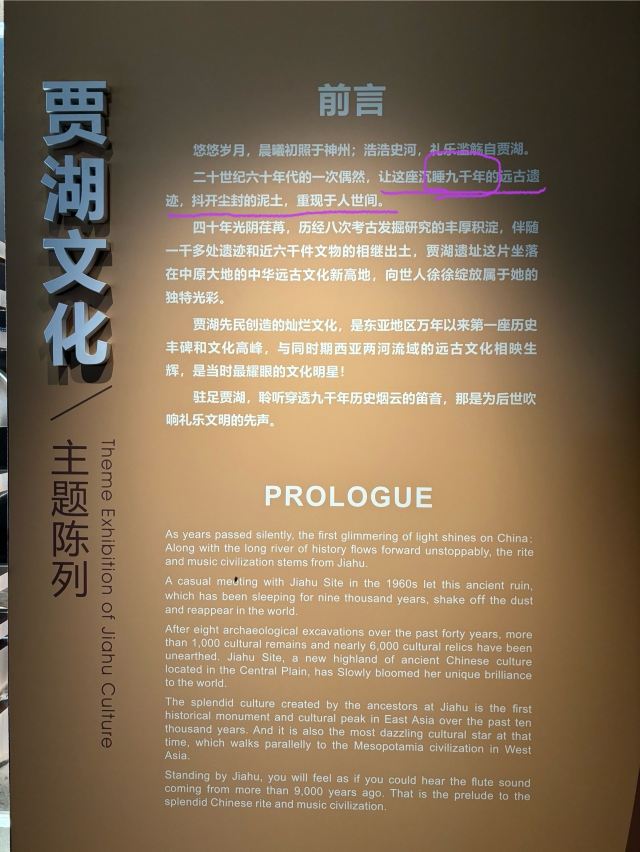 贾湖文化
主题陈列
Theme Exhibition of Jiahu Culture
前言
悠悠岁月，晨曦初照于神州；浩浩史河，礼乐滥觞自贾湖。
二十世纪六十年代的一次偶然，让这座沉睡九千年的远古遗
迹，抖开尘封的泥土，重现于人世间。
四十年光阴荏苒，历经八次考古发掘研究的丰厚积淀，伴随
一千多处遗迹和近六千件文物的相继出土，贾湖遗址这片坐落
在中原大地的中华远古文化新高地，向世人徐徐绽放属于她的
独特光彩。
贾湖先民创造的灿烂文化，是东亚地区万年以来第一座历史
丰碑和文化高峰，与同时期西亚两河流域的远古文化相映生
辉，是当时最耀眼的文化明星！
驻足贾湖，聆听穿透九千年历史烟云的笛音，那是为后世吹
响礼乐文明的先声。
PROLOGUE
As years passed silently, the first glimmering of light shines on China:
Along with the long river of history flows forward unstoppably, the rite
and music civilization stems from Jiahu.
A casual meeting with Jiahu Site in the 1960s let this ancient ruin,
which has been sleeping for nine thousand years, shake off the dust
and reappear in the world.
After eight archaeological excavations over the past forty years, more
than 1,000 cultural remains and nearly 6,000 cultural relics have been
unearthed. Jiahu Site, a new highland of ancient Chinese culture
located in the Central Plain, has Slowly bloomed her unique brilliance
to the world.
The splendid culture created by the ancestors at Jiahu is the first
historical monument and cultural peak in East Asia over the past ten
thousand years. And it is also the most dazzling cultural star at that
time, which walks parallelly to the Mesopotamia civilization in West
Asia.
Standing by Jiahu, you will feel as if you could hear the flute sound
coming from more than 9,000 years ago. That is the prelude to the
splendid Chinese rite and music civilization.